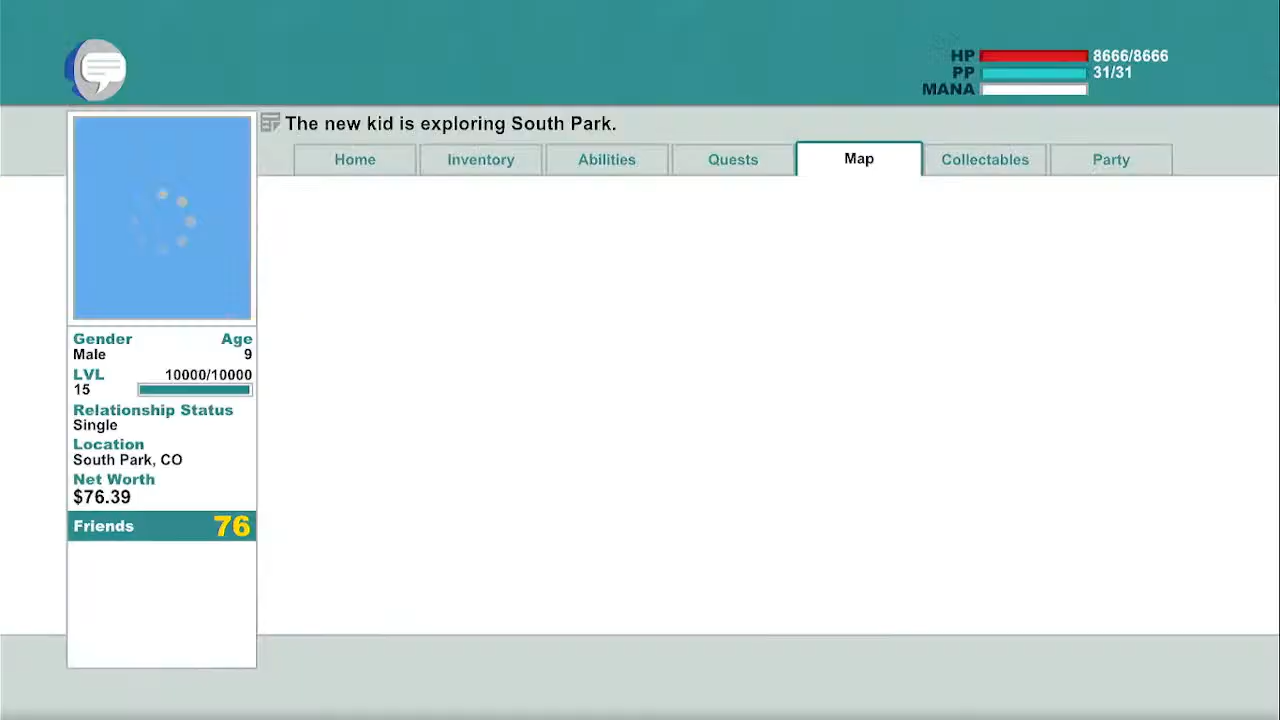 HP 8666/8666
PP 31/31
MANA
The new kid is exploring South Park.
Home Inventory Abilities Quests Map Collectables Party
Gender Age
Male 9
LVL 10000/10000
15
Relationship Status
Single
Location
South Park, CO
Net Worth
$76.39
Friends 76